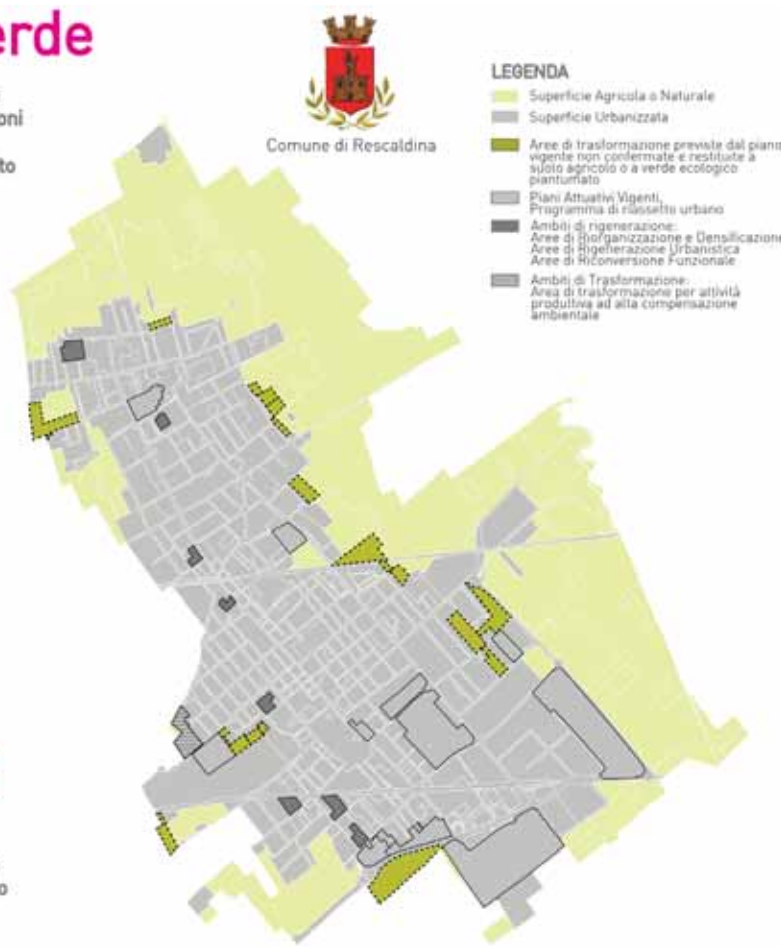 erde
oni
to
Comune di Rescaldina
LEGENDA
Superficie Agricola o Naturale
Superficie Urbanizzata
Aree di trasformazione previste dal piano
vigente non confermate e restituite a
suolo agricolo o a verde ecologico
piantumato
Piani Attuativi Vigenti,
Programma di riassetto urbano
Ambiti di rigenerazione:
Aree di Riorganizzazione e Densificazione
Aree di Rigenerazione Urbanistica
Aree di Riconversione Funzionale
Ambiti di Trasformazione:
Area di trasformazione per attività
produttiva ad alta compensazione
ambientale
o